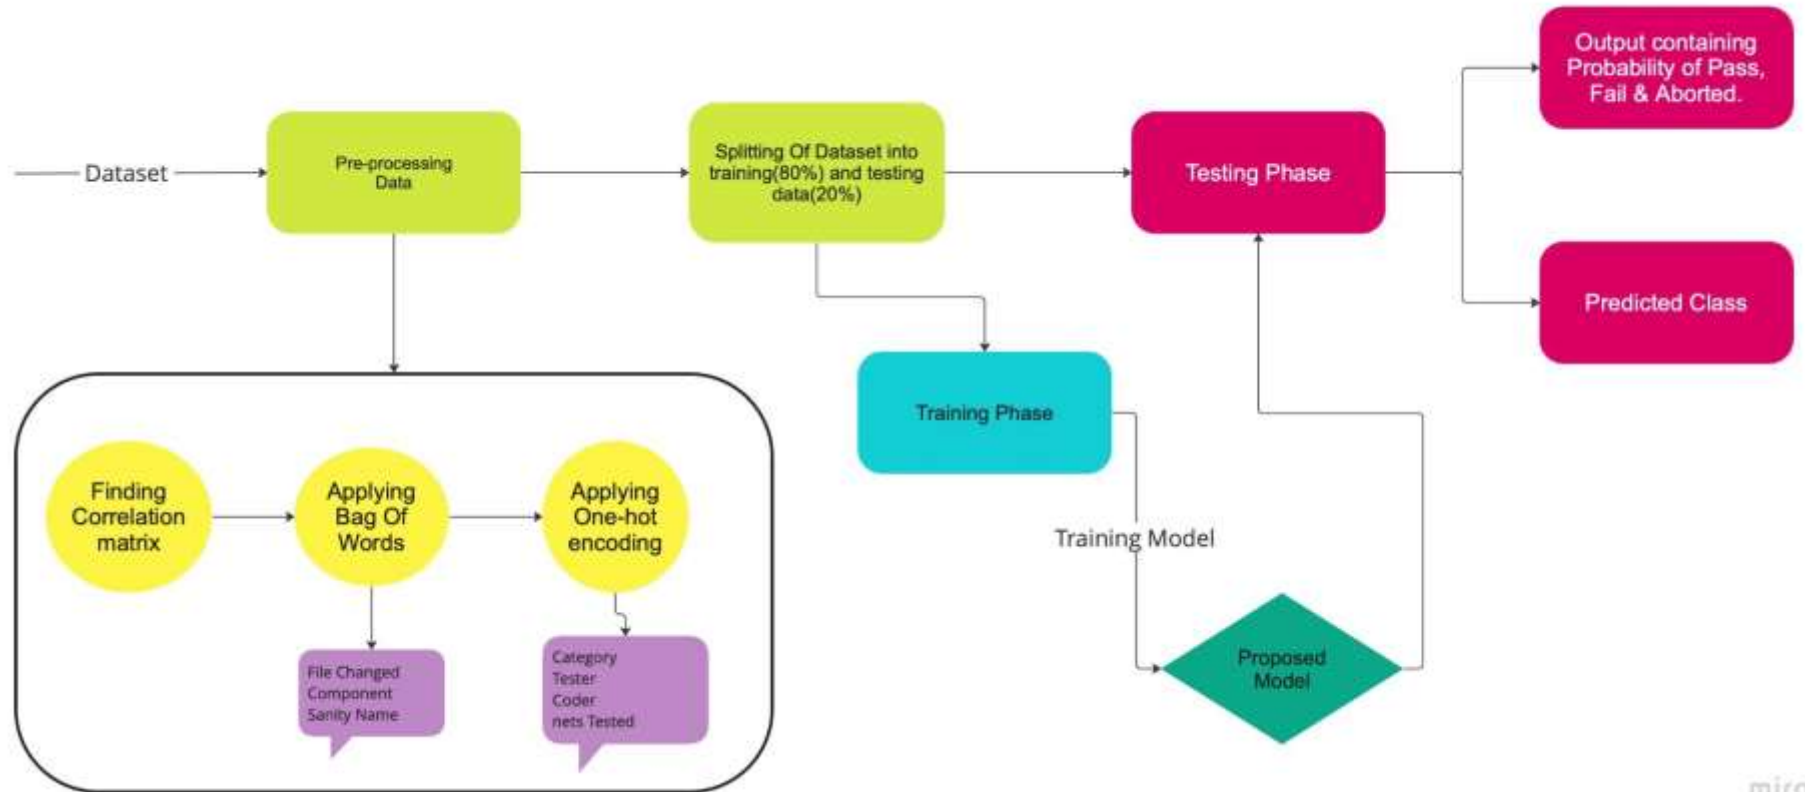 Dataset
Pre-processing
Data
Splitting Of Dataset into
training(80%) and testing
data(20%)
Testing Phase
Output containing
Probability of Pass,
Fail & Aborted.
Predicted Class
Training Phase
Training Model
Proposed
Model
Finding
Correlation
matrix
Applying
Bag Of
Words
Applying
One-hot
encoding
File Changed
Component
Sanity Name
Category
Tester
Coder
nets Tested
miro